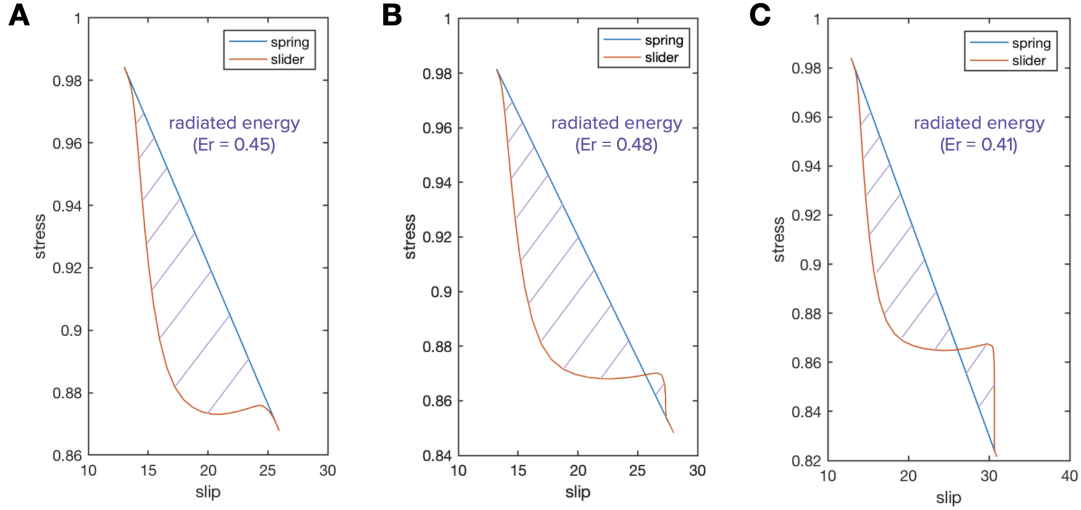 A
1
0.98
0.96
0.94
0.92
0.9
0.88
0.86
10
15
20
25
30
stress
slip
spring
slider
radiated energy
(Er = 0.45)
B
1
0.98
0.96
0.94
0.92
0.9
0.88
0.86
0.84
10
15
20
25
30
stress
slip
spring
slider
radiated energy
(Er = 0.48)
C
1
0.98
0.96
0.94
0.92
0.9
0.88
0.86
0.84
0.82
10
20
30
40
stress
slip
spring
slider
radiated energy
(Er = 0.41)